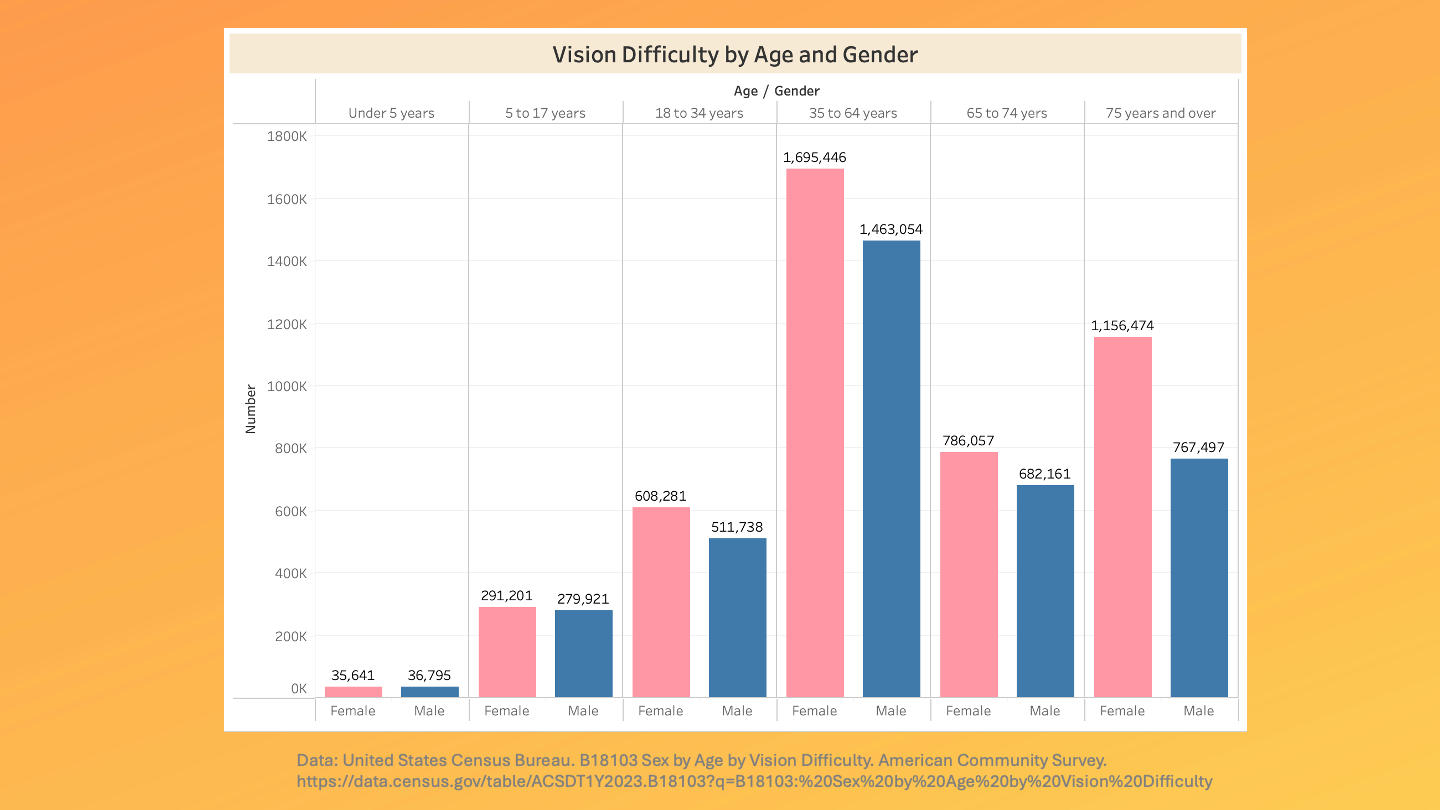 Vision Difficulty by Age and Gender
Age / Gender
Under 5 years 5 to 17 years 18 to 34 years 35 to 64 years 65 to 74 yers 75 years and over
Number
1800K
1600K
1400K
1200K
1000K
800K
600K
400K
200K
0K
35,641 36,795 291,201 279,921 608,281 511,738 1,695,446 1,463,054 786,057 682,161 1,156,474 767,497
Female Male Female Male Female Male Female Male Female Male Female Male
Data: United States Census Bureau. B18103 Sex by Age by Vision Difficulty. American Community Survey.
https://data.census.gov/table/ACSDT1Y2023.B18103?q=B18103:%20Sex%20by%20Age%20by%20Vision%20Difficulty